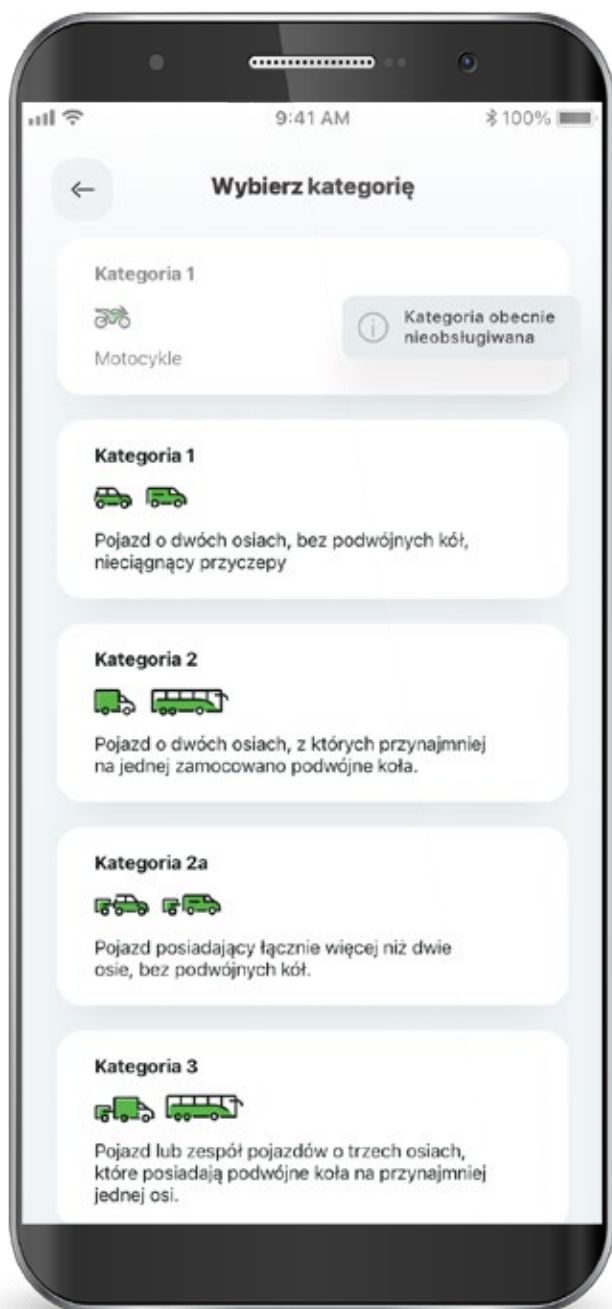 9:41 AM
100%
Wybierz kategorię
Kategoria 1
Kategoria obecnie
nieobsługiwana
Motocykle
Kategoria 1
Pojazd o dwóch osiach, bez podwójnych kół,
nieciągnący przyczepy
Kategoria 2
Pojazd o dwóch osiach, z których przynajmniej
na jednej zamocowano podwójne koła.
Kategoria 2a
Pojazd posiadający łącznie więcej niż dwie
osie, bez podwójnych kół.
Kategoria 3
Pojazd lub zespół pojazdów o trzech osiach,
które posiadają podwójne koła na przynajmniej
jednej osi.